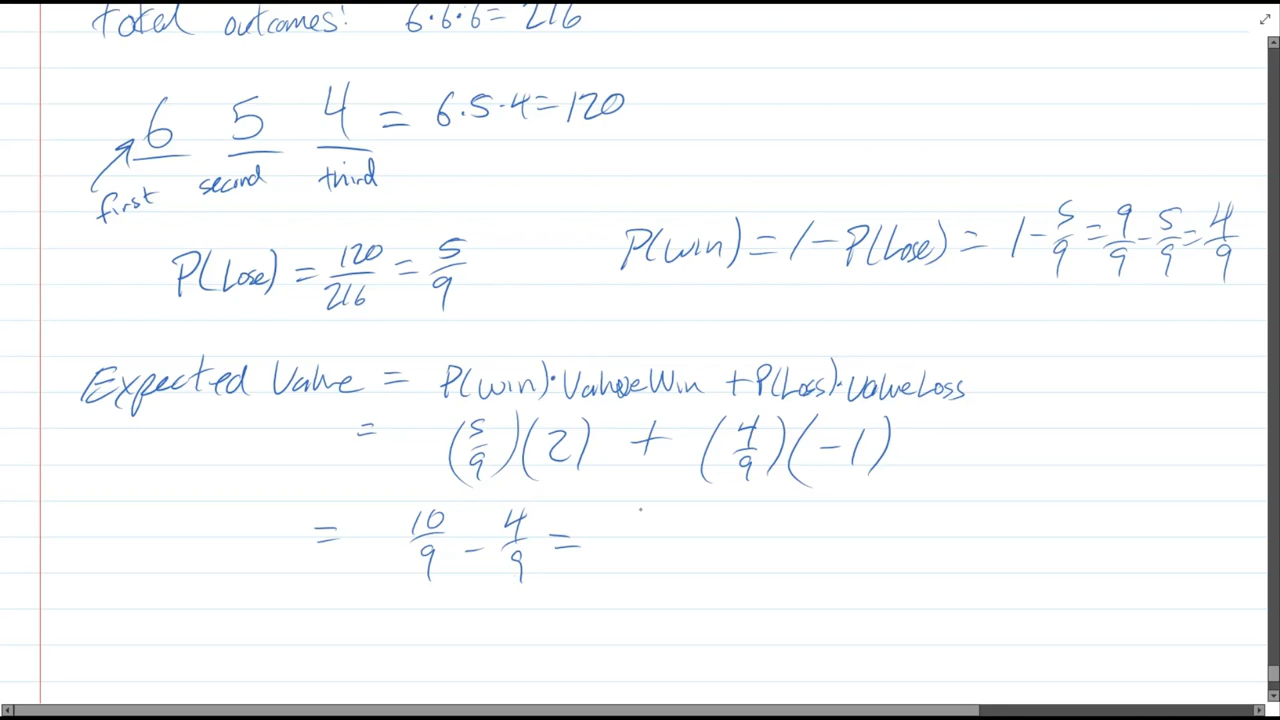 total outcomes: 6·6·6=216
6 5 4 = 6·5·4=120
first second third
P(Lose) = 120/216 = 5/9
P(win) = 1 - P(Lose) = 1 - 5/9 = 9/9 - 5/9 = 4/9
Expected Value = P(win)·ValueWin + P(Loss)·ValueLoss
= (5/9)(2) + (4/9)(-1)
= 10/9 - 4/9 =